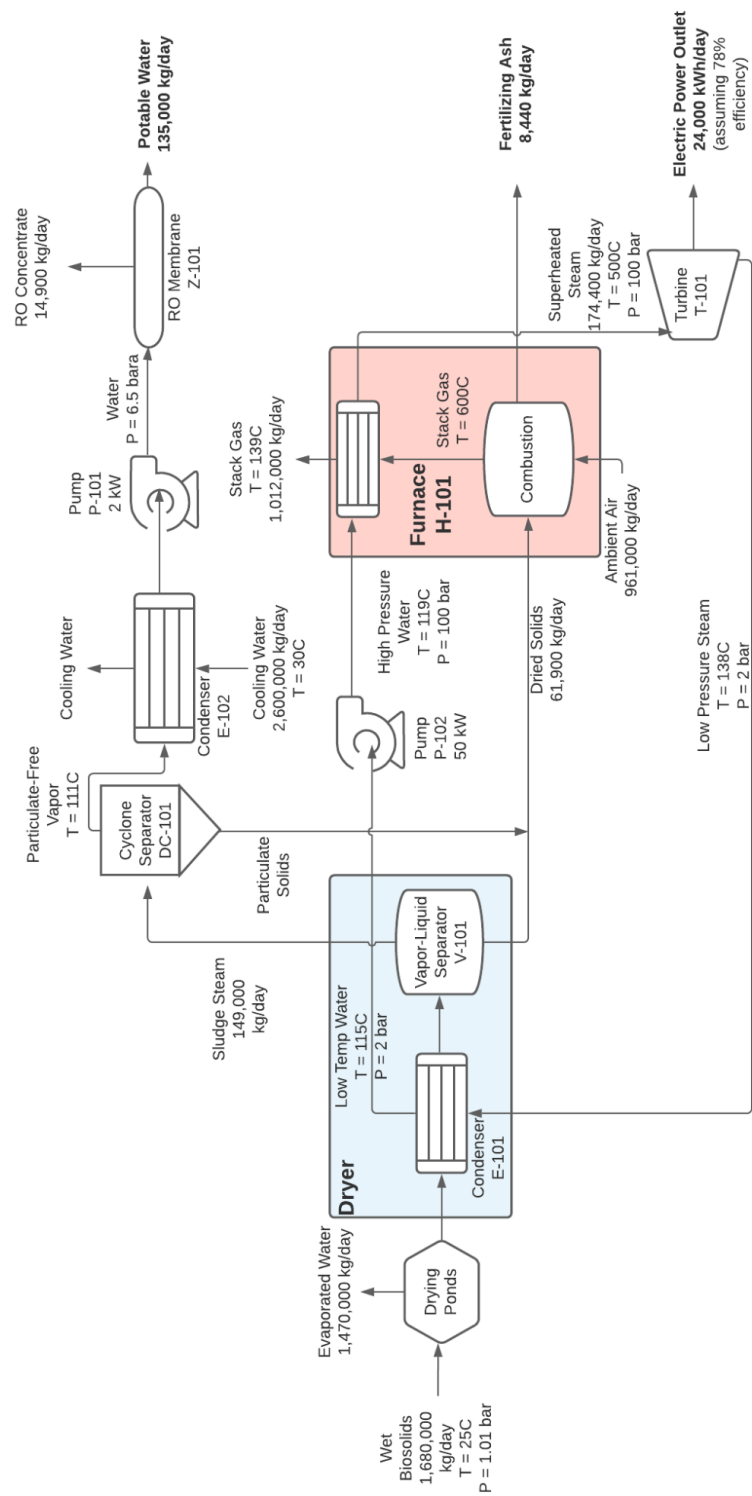 Wet
Biosolids
1,680,000
kg/day
T = 25C
P = 1.01 bar
Evaporated Water
1,470,000 kg/day
Drying
Ponds
Dryer
Condenser
E-101
Low Temp Water
T = 115C
P = 2 bar
Vapor-Liquid
Separator
V-101
Sludge Steam
149,000
kg/day
Particulate
Solids
Cyclone
Separator
DC-101
Particulate-Free
Vapor
T = 111C
Condenser
E-102
Cooling Water
Cooling Water
2,600,000 kg/day
T = 30C
Pump
P-101
2 kW
Water
P = 6.5 bara
RO Membrane
Z-101
RO Concentrate
14,900 kg/day
Potable Water
135,000 kg/day
Pump
P-102
50 kW
High Pressure
Water
T = 119C
P = 100 bar
Dried Solids
61,900 kg/day
Furnace
H-101
Stack Gas
T = 139C
1,012,000 kg/day
Stack Gas
T = 600C
Combustion
Ambient Air
961,000 kg/day
Fertilizing Ash
8,440 kg/day
Superheated
Steam
174,400 kg/day
T = 500C
P = 100 bar
Turbine
T-101
Electric Power Outlet
24,000 kWh/day
(assuming 78%
efficiency)
Low Pressure Steam
T = 138C
P = 2 bar